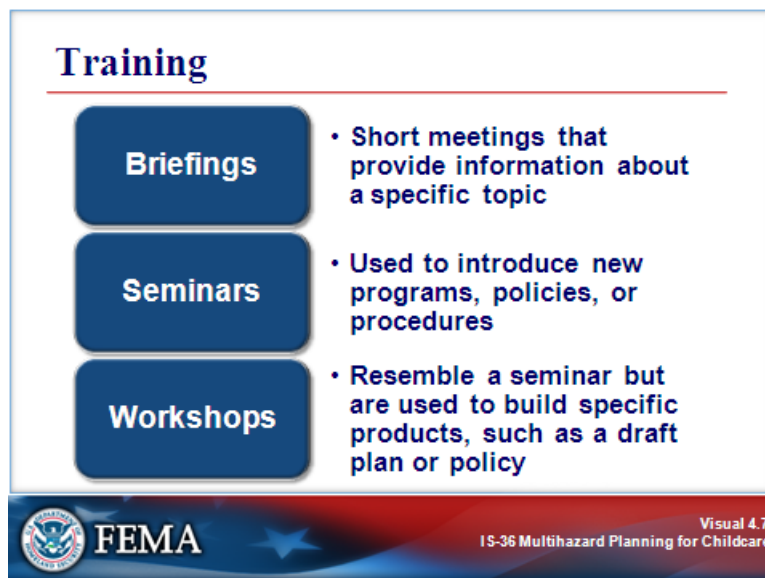 Training
Briefings
• Short meetings that
provide information about
a specific topic
Seminars
• Used to introduce new
programs, policies, or
procedures
Workshops
• Resemble a seminar but
are used to build specific
products, such as a draft
plan or policy
FEMA
Visual 4.7
IS-36 Multihazard Planning for Childcare